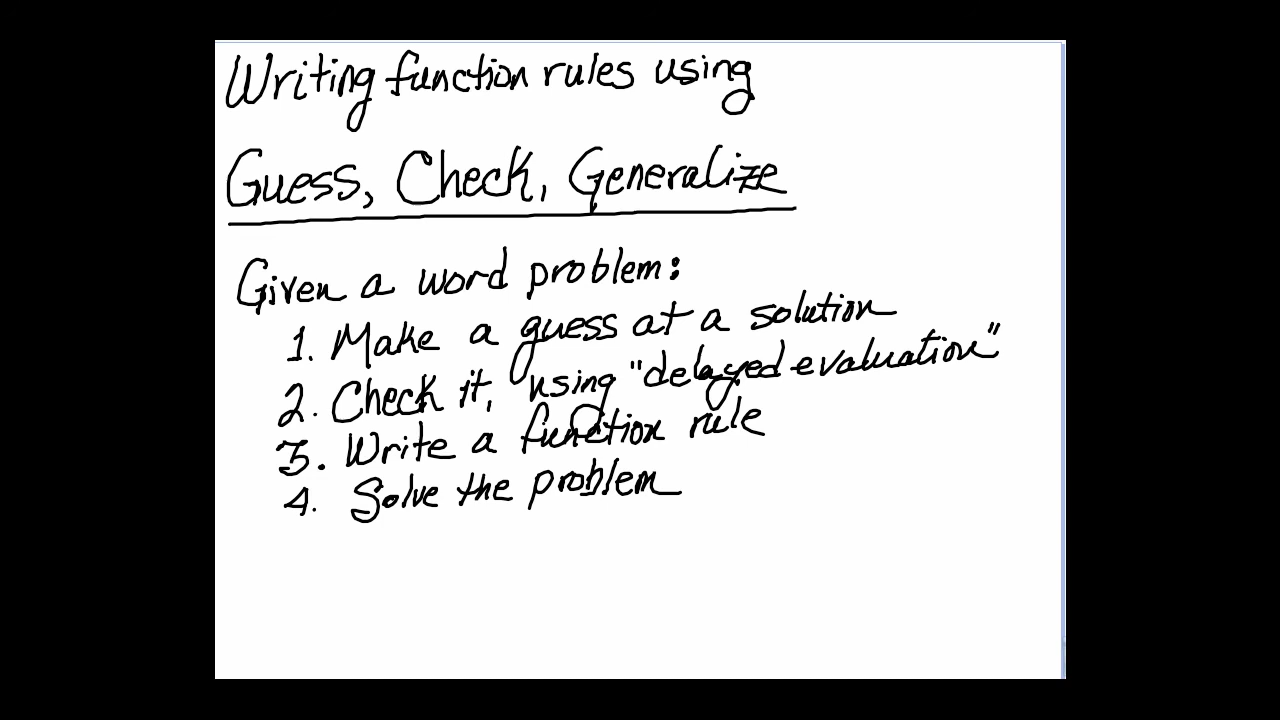 Writing function rules using
Guess, Check, Generalize
Given a word problem:
1. Make a guess at a solution
2. Check it, using "delayed evaluation"
3. Write a function rule
4. Solve the problem